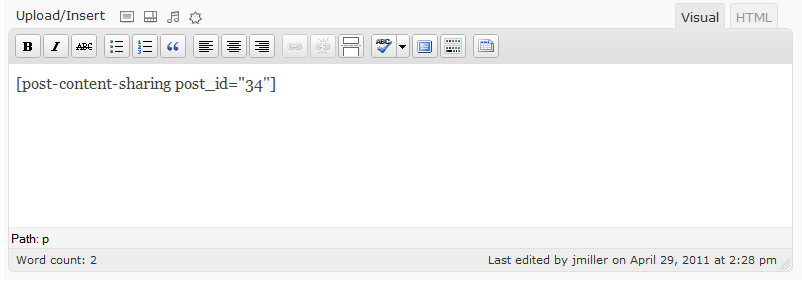 Upload/Insert
Visual
HTML
B I ABC
ABC
[post-content-sharing post_id="34"]
Path: p
Word count: 2
Last edited by jmiller on April 29, 2011 at 2:28 pm